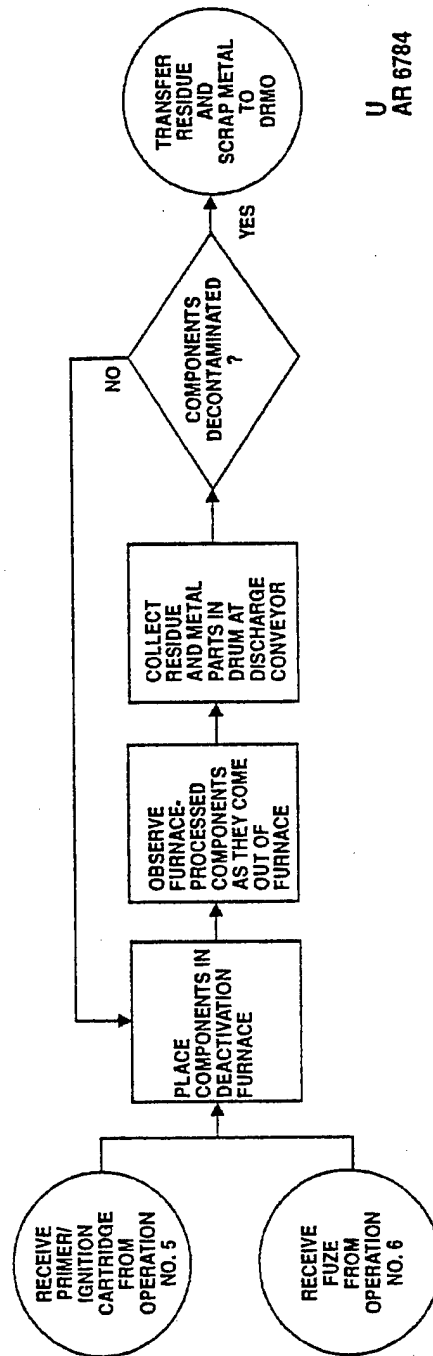 RECEIVE
PRIMER/
IGNITION
CARTRIDGE
FROM
OPERATION
NO. 5
RECEIVE
FUZE
FROM
OPERATION
NO. 6
PLACE
COMPONENTS IN
DEACTIVATION
FURNACE
OBSERVE
FURNACE-
PROCESSED
COMPONENTS
AS THEY COME
OUT OF
FURNACE
COLLECT
RESIDUE
AND METAL
PARTS IN
DRUM AT
DISCHARGE
CONVEYOR
COMPONENTS
DECONTAMINATED
?
NO
YES
TRANSFER
RESIDUE
AND
SCRAP METAL
TO
DRMO
U
AR 6784